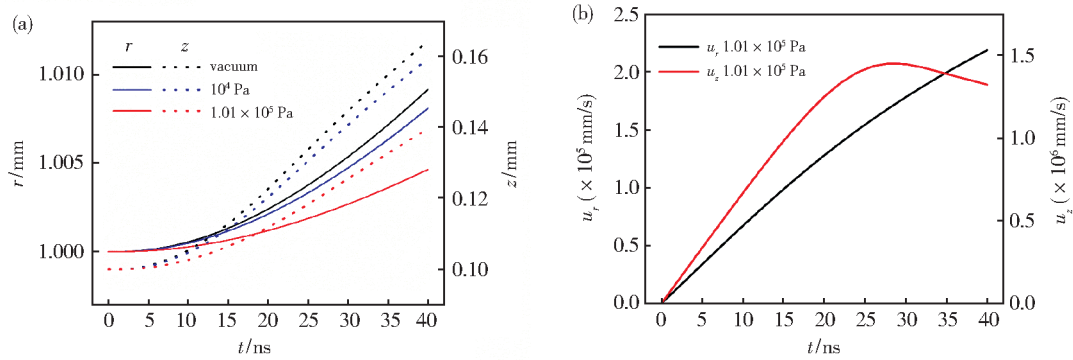 (a)
r z
vacuum
10⁴ Pa
1.01 × 10⁵ Pa
1.010
1.005
1.000
r/mm
0.16
0.14
0.12
0.10
z/mm
0 5 10 15 20 25 30 35 40
t/ns
(b)
u_r 1.01 × 10⁵ Pa
u_z 1.01 × 10⁵ Pa
2.5
2.0
1.5
1.0
0.5
0.0
u_r (× 10⁵ mm/s)
1.5
1.0
0.5
0.0
u_z (× 10⁶ mm/s)
0 5 10 15 20 25 30 35 40
t/ns